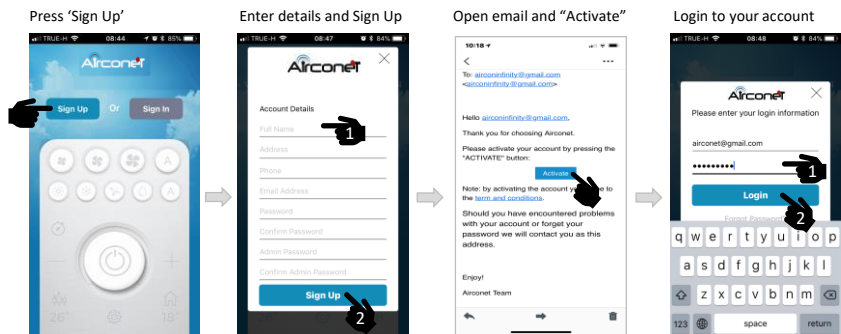 Press ‘Sign Up’
Enter details and Sign Up
Open email and “Activate”
Login to your account
TRUE-H 08:44 85%
Airconet
Sign Up Or Sign In
A
A
26° 18°
TRUE-H 08:47 84%
Airconet
Account Details
Full Name
1
Address
Phone
Email Address
Password
Confirm Password
Admin Password
Confirm Admin Password
Sign Up
2
10:18
To: airconinfinity@gmail.com
<airconinfinity@gmail.com>
Hello airconinfinity@gmail.com,
Thank you for choosing Airconet.
Please activate your account by pressing the
"ACTIVATE" button:
Activate
Note: by activating the account you to
the term and conditions.
Should you have encountered problems
with your account or forget your
password we will contact you as this
address.
Enjoy!
Airconet Team
TRUE-H 08:48 84%
Airconet
Please enter your login information
airconet@gmail.com
1
Login
Forgot Password
2
q w e r t y u i o p
a s d f g h j k l
z x c v b n m
123 space return